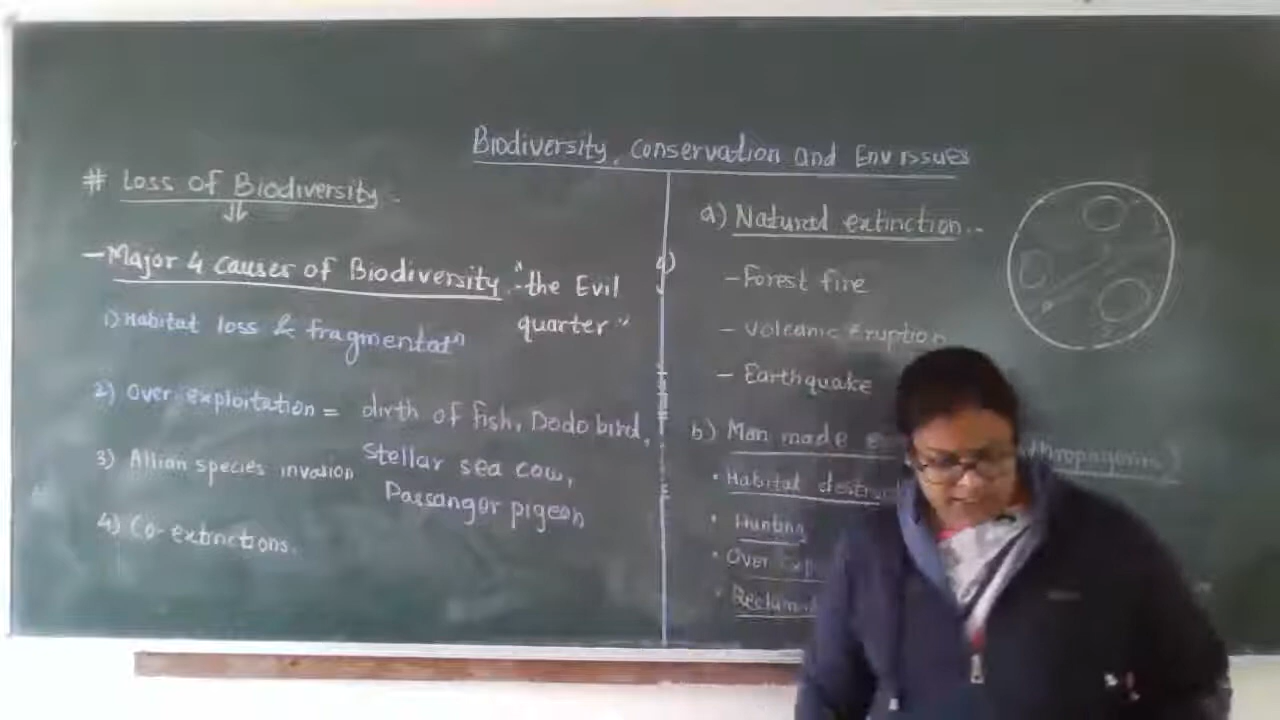 Biodiversity, Conservation and Env issues
# Loss of Biodiversity.
- Major 4 causes of Biodiversity. "the Evil
quarter"
1) Habitat loss & fragmentatn
2) Over exploitation = dirth of fish, Dodo bird,
stellar sea cow,
Passangor pigeon
3) Allian species invasion
4) Co-extinctions.
a) Natural extinction..
- Forest fire
- Volcanic Eruption
- Earthquake
b) Man made
• Habitat
• Hunting
• Over